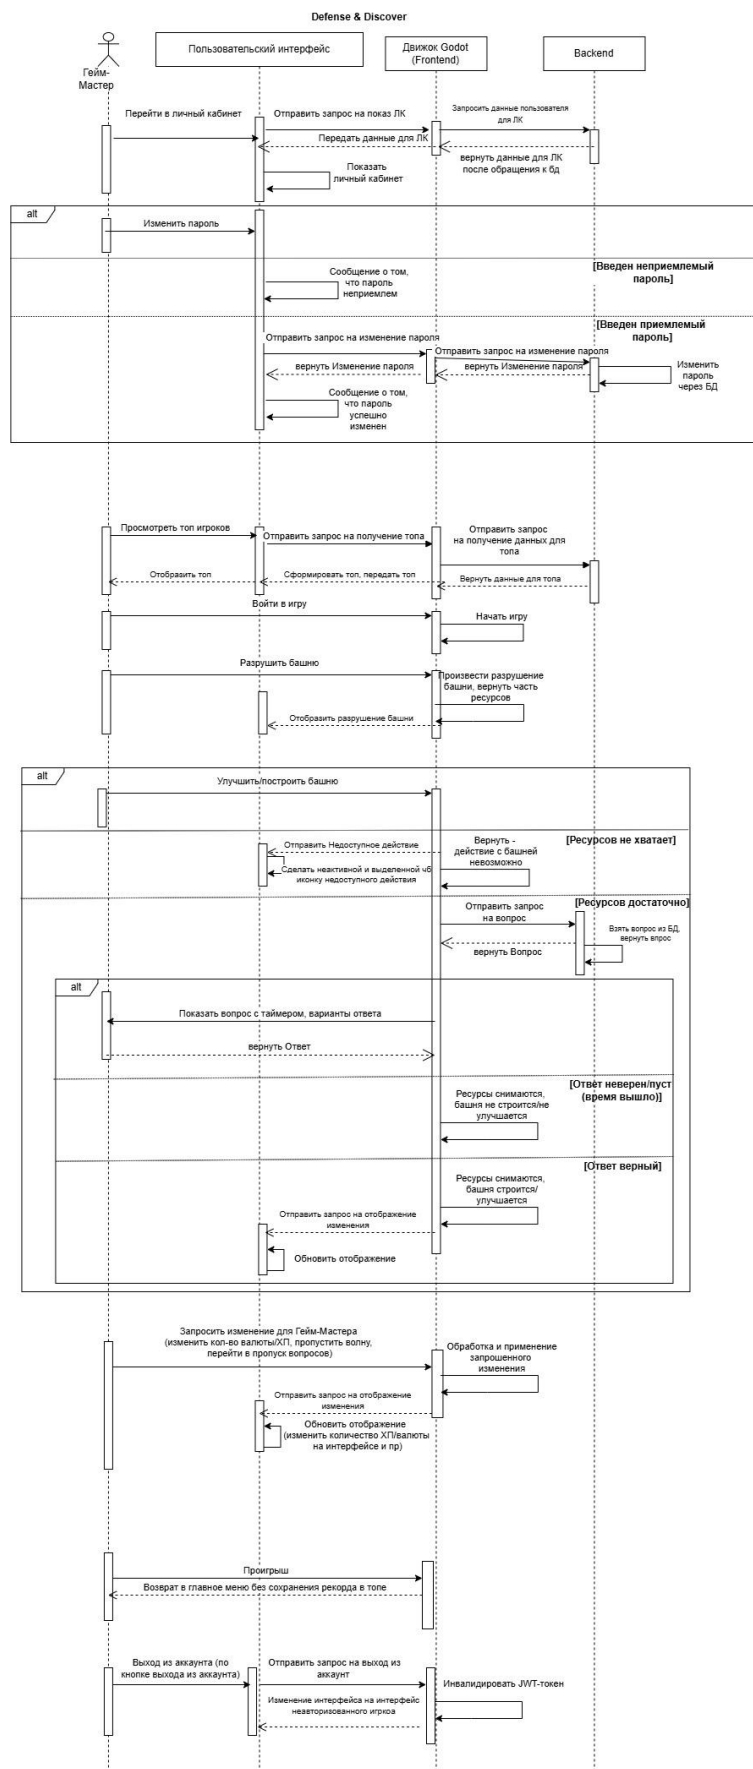 Defense & Discover
Пользовательский интерфейс
Движок Godot
(Frontend)
Backend
Гейм-
Мастер
Перейти в личный кабинет
Отправить запрос на показ ЛК
Запросить данные пользователя
для ЛК
Передать данные для ЛК
вернуть данные для ЛК
после обращения к бд
Показать
личный кабинет
alt
Изменить пароль
[Введен неприемлемый
пароль]
Сообщение о том,
что пароль
неприемлем
[Введен приемлемый
пароль]
Отправить запрос на изменение пароля
Отправить запрос на изменение пароля
вернуть Изменение пароля
вернуть Изменение пароля
Изменить
пароль
через БД
Сообщение о том,
что пароль
успешно
изменен
Просмотреть топ игроков
Отправить запрос на получение топа
Отправить запрос
на получение данных для
топа
Отобразить топ
Сформировать топ, передать топ
Вернуть данные для топа
Войти в игру
Начать игру
Разрушить башню
Произвести разрушение
башни, вернуть часть
ресурсов
Отобразить разрушение башни
alt
Улучшить/построить башню
[Ресурсов не хватает]
Отправить Недоступное действие
Вернуть -
действие с башней
невозможно
Сделать неактивной и выделенной чб
иконку недоступного действия
[Ресурсов достаточно]
Отправить запрос
на вопрос
Взять вопрос из БД,
вернуть впрос
вернуть Вопрос
alt
Показать вопрос с таймером, варианты ответа
вернуть Ответ
[Ответ неверен/пуст
(время вышло)]
Ресурсы снимаются,
башня не строится/не
улучшается
[Ответ верный]
Ресурсы снимаются,
башня строится/
улучшается
Отправить запрос на отображение
изменения
Обновить отображение
Запросить изменение для Гейм-Мастера
(изменить кол-во валюты/ХП, пропустить волну,
перейти в пропуск вопросов)
Обработка и применение
запрошенного
изменения
Отправить запрос на отображение
изменения
Обновить отображение
(изменить количество ХП/валюты
на интерфейсе и пр)
Проигрыш
Возврат в главное меню без сохранения рекорда в топе
Выход из аккаунта (по
кнопке выхода из аккаунта)
Отправить запрос на выход из
аккаунт
Инвалидировать JWT-токен
Изменение интерфейса на интерфейс
неавторизованного игркоа